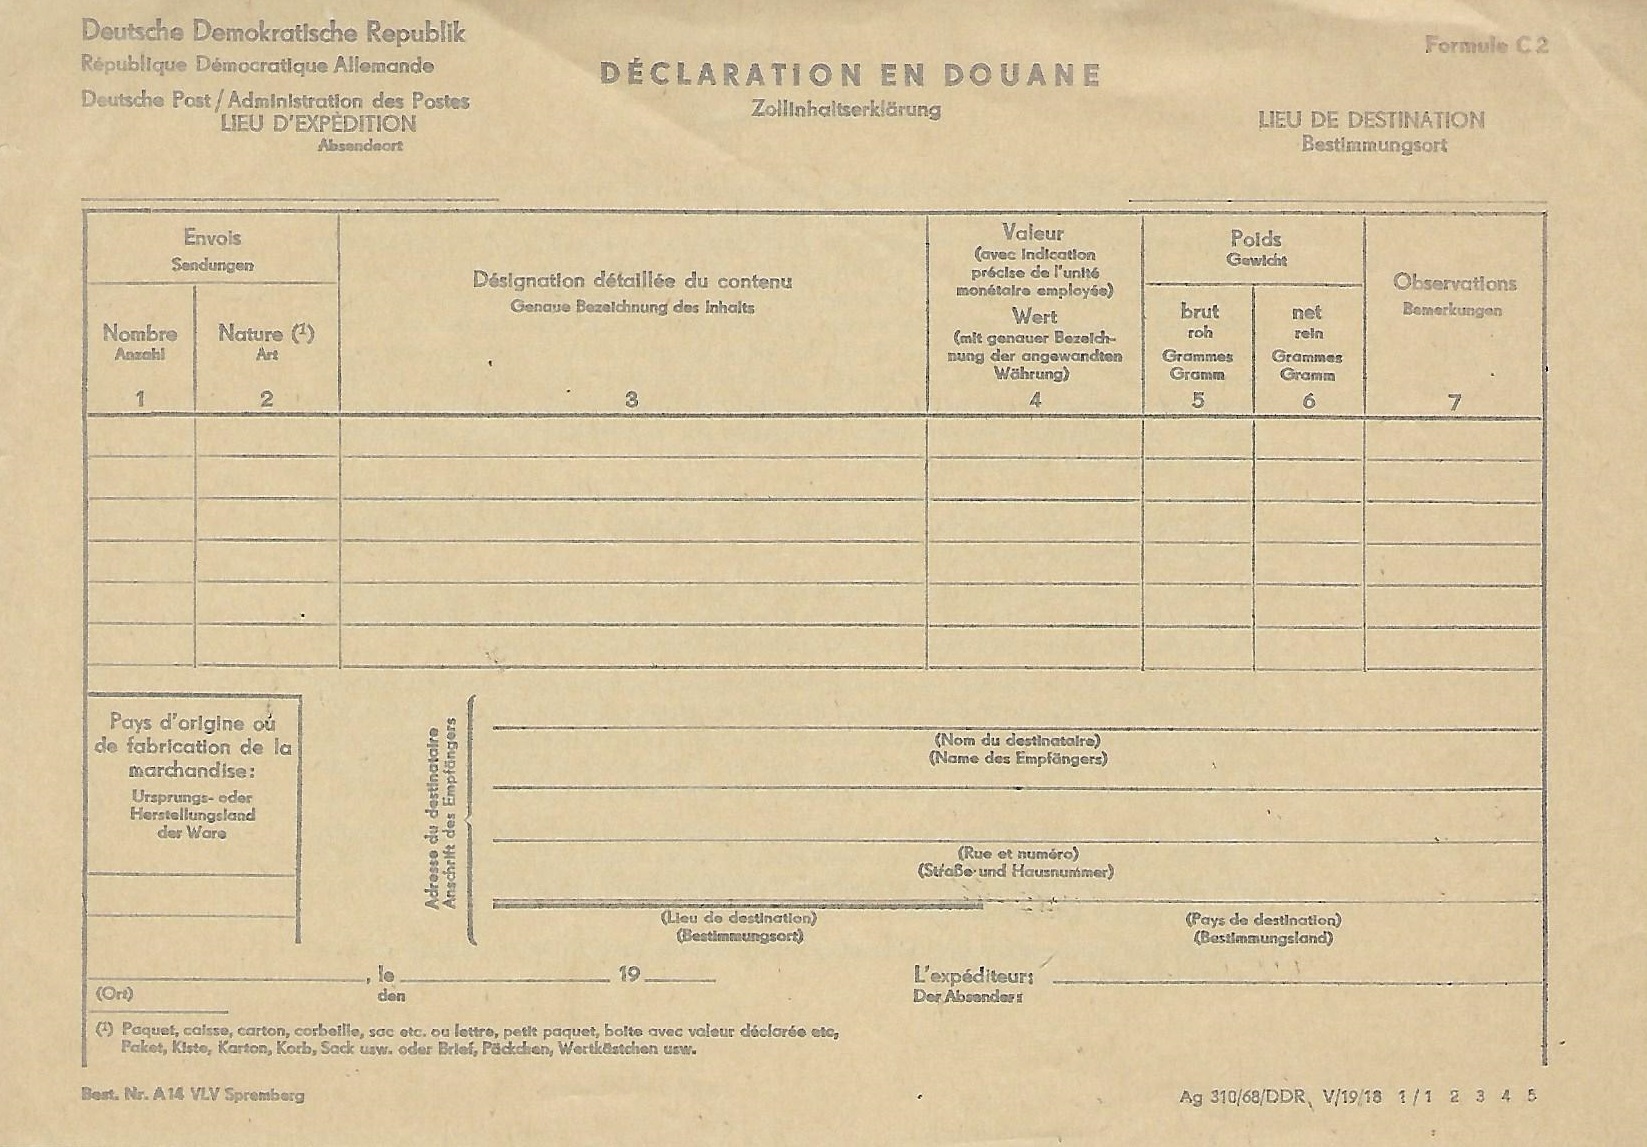 Deutsche Demokratische Republik
République Démocratique Allemande
Deutsche Post / Administration des Postes
LIEU D'EXPÉDITION
Absendeort
DÉCLARATION EN DOUANE
Zollinhaltserklärung
Formule C 2
LIEU DE DESTINATION
Bestimmungsort
Envois
Sendungen
Nombre
Anzahl
1
Nature (¹)
Art
2
Désignation détaillée du contenu
Genaue Bezeichnung des Inhalts
3
Valeur
(avec indication
précise de l'unité
monétaire employée)
Wert
(mit genauer Bezeich-
nung der angewandten
Währung)
4
Poids
Gewicht
brut
roh
Grammes
Gramm
5
net
rein
Grammes
Gramm
6
Observations
Bemerkungen
7
Pays d'origine où
de fabrication de la
marchandise:
Ursprungs- oder
Herstellungsland
der Ware
Adresse du destinataire
Anschrift des Empfängers
(Nom du destinataire)
(Name des Empfängers)
(Rue et numéro)
(Straße und Hausnummer)
(Lieu de destination)
(Bestimmungsort)
(Pays de destination)
(Bestimmungsland)
, le 19
(Ort) den
L'expéditeur:
Der Absender:
(¹) Paquet, caisse, carton, corbeille, sac etc. ou lettre, petit paquet, boite avec valeur déclarée etc,
Paket, Kiste, Karton, Korb, Sack usw. oder Brief, Päckchen, Wertkästchen usw.
Best. Nr. A 14 VLV Spremberg
Ag 310/68/DDR, V/19/18 1 / 1 2 3 4 5